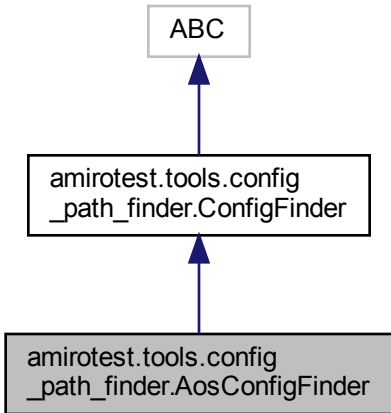 ABC
amirotest.tools.config
_path_finder.ConfigFinder
amirotest.tools.config
_path_finder.AosConfigFinder